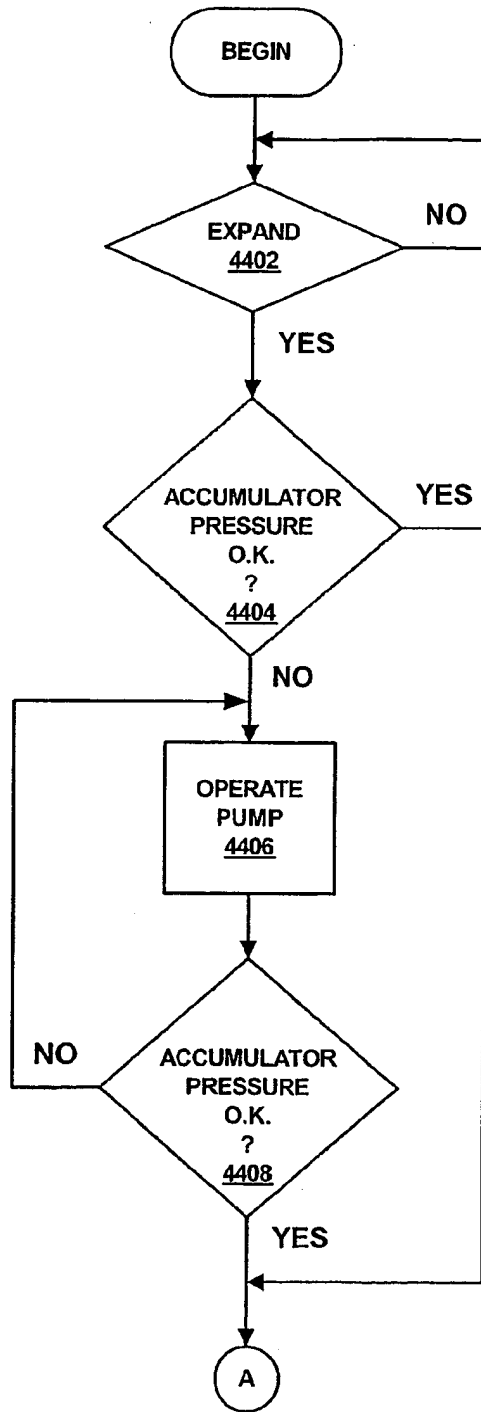 BEGIN
EXPAND
4402
NO
YES
ACCUMULATOR
PRESSURE
O.K.
?
4404
YES
NO
OPERATE
PUMP
4406
NO
ACCUMULATOR
PRESSURE
O.K.
?
4408
YES
A